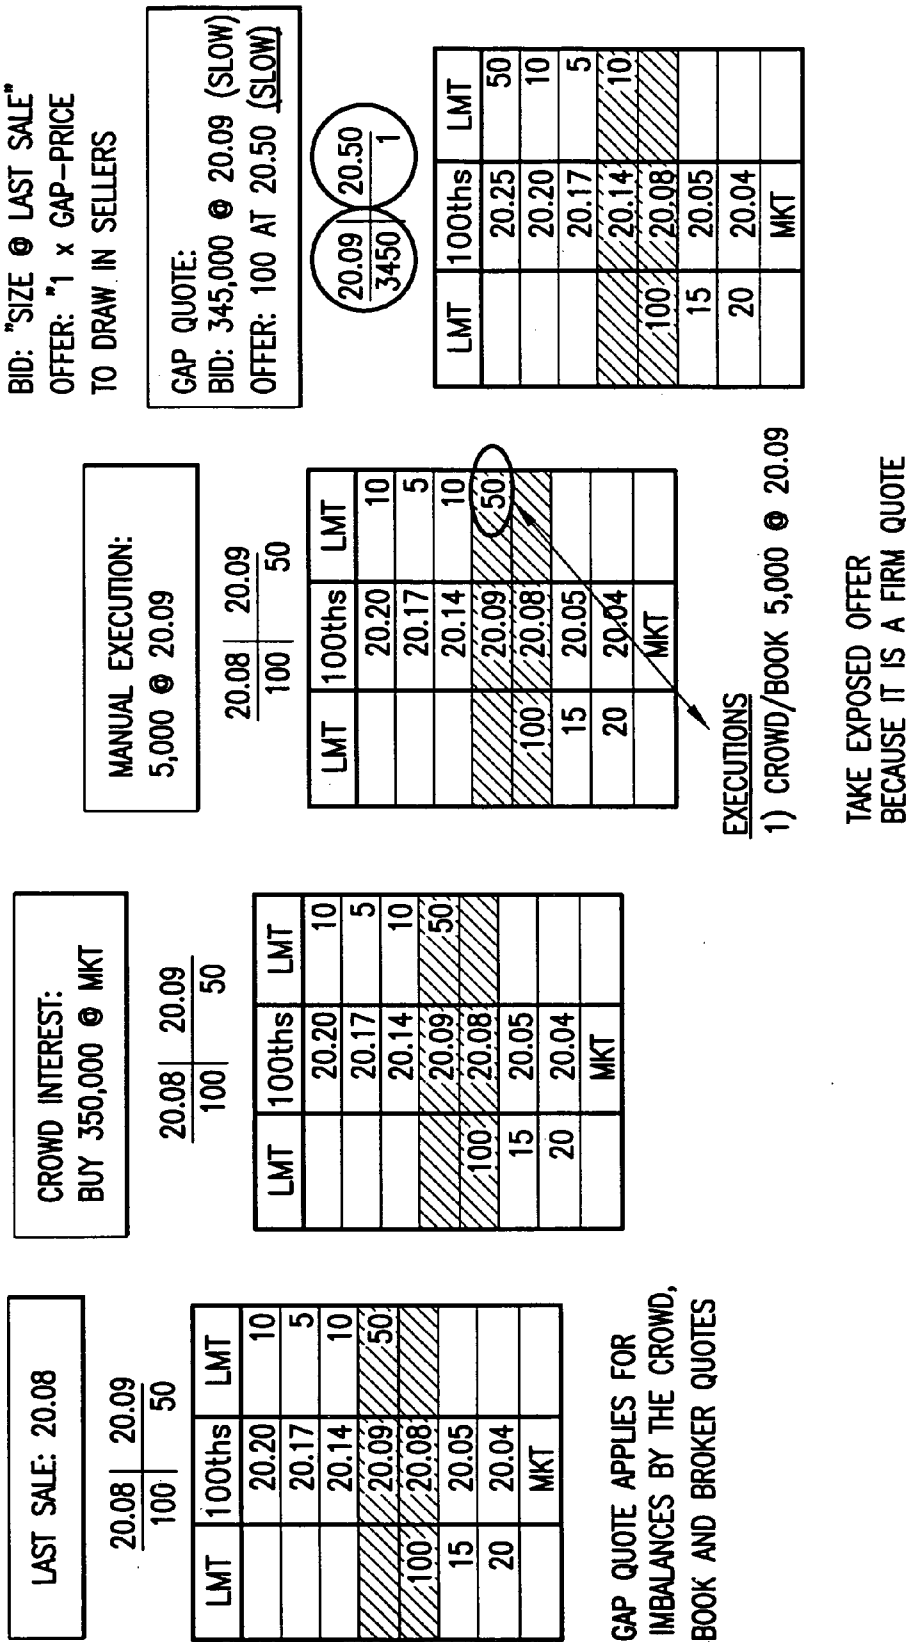 LAST SALE: 20.08
20.08 20.09
100 50
LMT 100ths LMT
20.20 10
20.17 5
20.14 10
20.09 50
100 20.08
15 20.05
20 20.04
MKT
GAP QUOTE APPLIES FOR
IMBALANCES BY THE CROWD,
BOOK AND BROKER QUOTES
CROWD INTEREST:
BUY 350,000 @ MKT
20.08 20.09
100 50
LMT 100ths LMT
20.20 10
20.17 5
20.14 10
20.09 50
100 20.08
15 20.05
20 20.04
MKT
MANUAL EXECUTION:
5,000 @ 20.09
20.08 20.09
100 50
LMT 100ths LMT
20.20 10
20.17 5
20.14 10
20.09 50
100 20.08
15 20.05
20 20.04
MKT
EXECUTIONS
1) CROWD/BOOK 5,000 @ 20.09
TAKE EXPOSED OFFER
BECAUSE IT IS A FIRM QUOTE
BID: "SIZE @ LAST SALE"
OFFER: "1 x GAP-PRICE
TO DRAW IN SELLERS
GAP QUOTE:
BID: 345,000 @ 20.09 (SLOW)
OFFER: 100 AT 20.50 (SLOW)
20.09 20.50
3450 1
LMT 100ths LMT
20.25 50
20.20 10
20.17 5
20.14 10
100 20.08
15 20.05
20 20.04
MKT